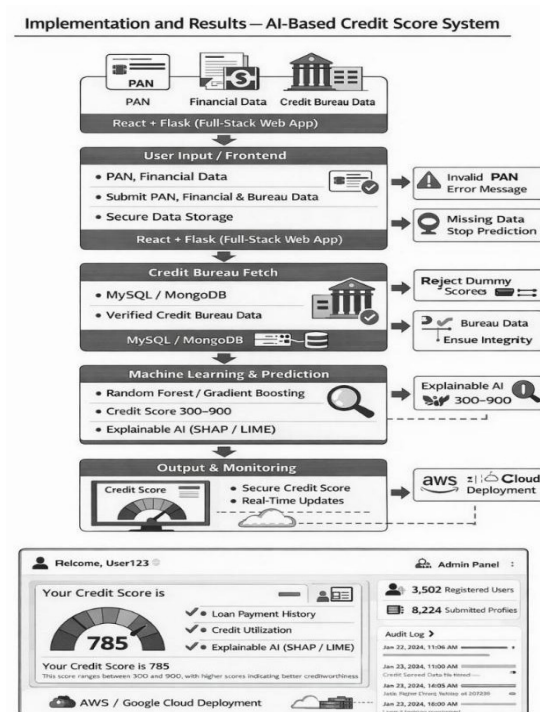 Implementation and Results — AI-Based Credit Score System
PAN
PAN
Financial Data
Credit Bureau Data
React + Flask (Full-Stack Web App)
User Input / Frontend
• PAN, Financial Data
• Submit PAN, Financial & Bureau Data
• Secure Data Storage
React + Flask (Full-Stack Web App)
Invalid PAN
Error Message
Missing Data
Stop Prediction
Credit Bureau Fetch
• MySQL / MongoDB
• Verified Credit Bureau Data
MySQL / MongoDB
Reject Dummy
Scores
Bureau Data
Ensue Integrity
Machine Learning & Prediction
• Random Forest / Gradient Boosting
• Credit Score 300–900
• Explainable AI (SHAP / LIME)
Explainable AI
300–900
Output & Monitoring
Credit Score
• Secure Credit Score
• Real-Time Updates
aws
Cloud
Deployment
Flelcome, User123
Admin Panel
Your Credit Score is
785
• Loan Payment History
• Credit Utilization
• Explainable AI (SHAP / LIME)
Your Credit Score is 785
This score ranges between 300 and 900, with higher scores indicating better creditworthiness
AWS / Google Cloud Deployment
3,502 Registered Users
8,224 Submitted Profiles
Audit Log
Jan 22, 2024, 11:06 AM
Jan 23, 2024, 11:00 AM
Jan 23, 2024, 14:05 AM
Jan 23, 2024, 18:00 AM